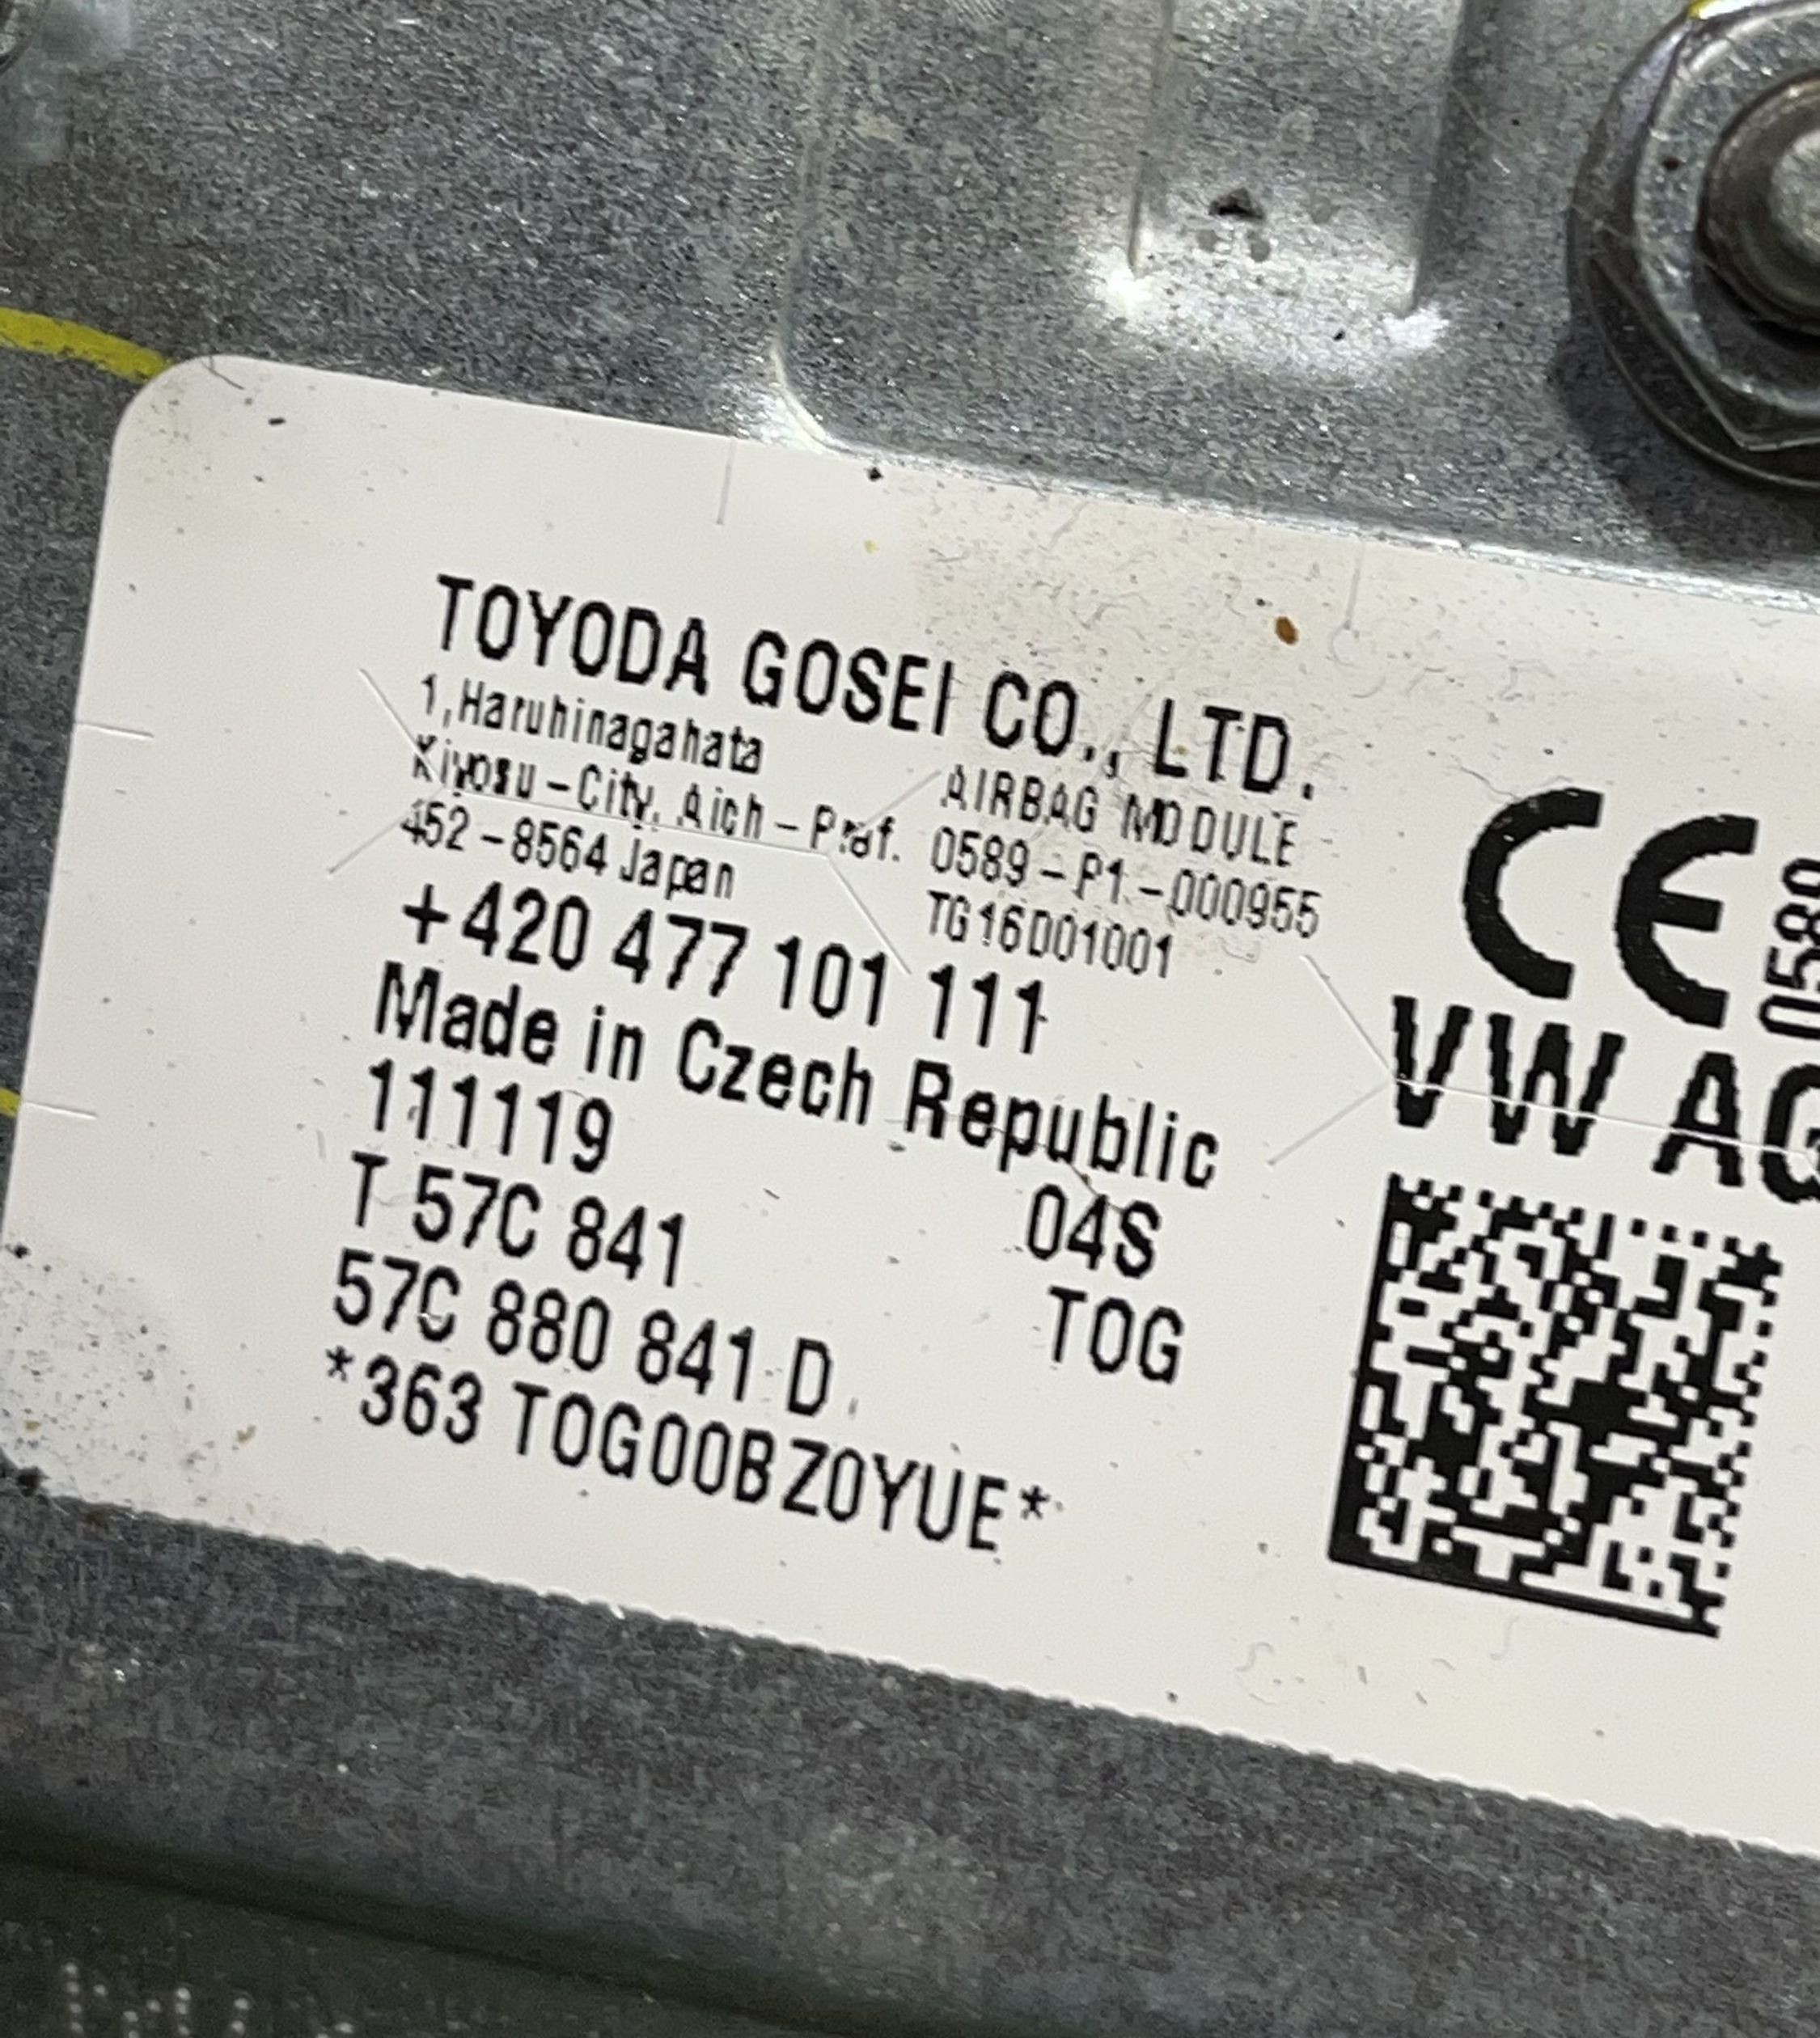 TOYODA GOSEI CO., LTD.
1,Haruhinagahata
Kiyosu-City, Aich-Pref.
452-8564 Japan
AIRBAG MODULE
0589-P1-000955
TG16D01001
+420 477 101 111
Made in Czech Republic
111119
T 57C 841 04S
57C 880 841 D TOG
*363 TOG00BZ0YUE*
CE 0589
VW AG